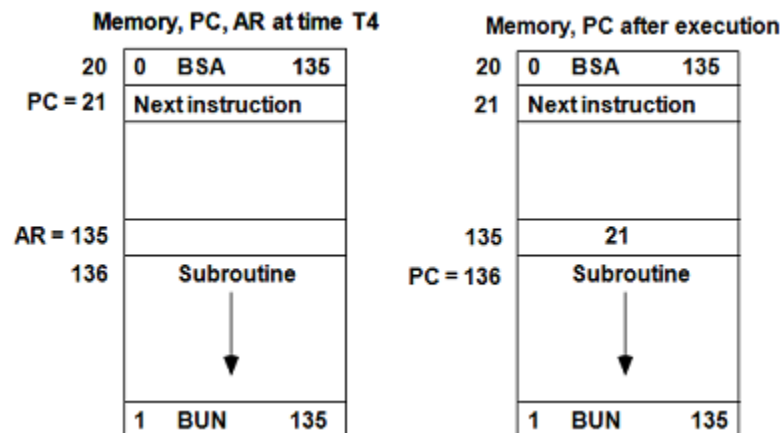 Memory, PC, AR at time T4
20 0 BSA 135
PC = 21 Next instruction
AR = 135
136 Subroutine
1 BUN 135
Memory, PC after execution
20 0 BSA 135
21 Next instruction
135 21
PC = 136 Subroutine
1 BUN 135